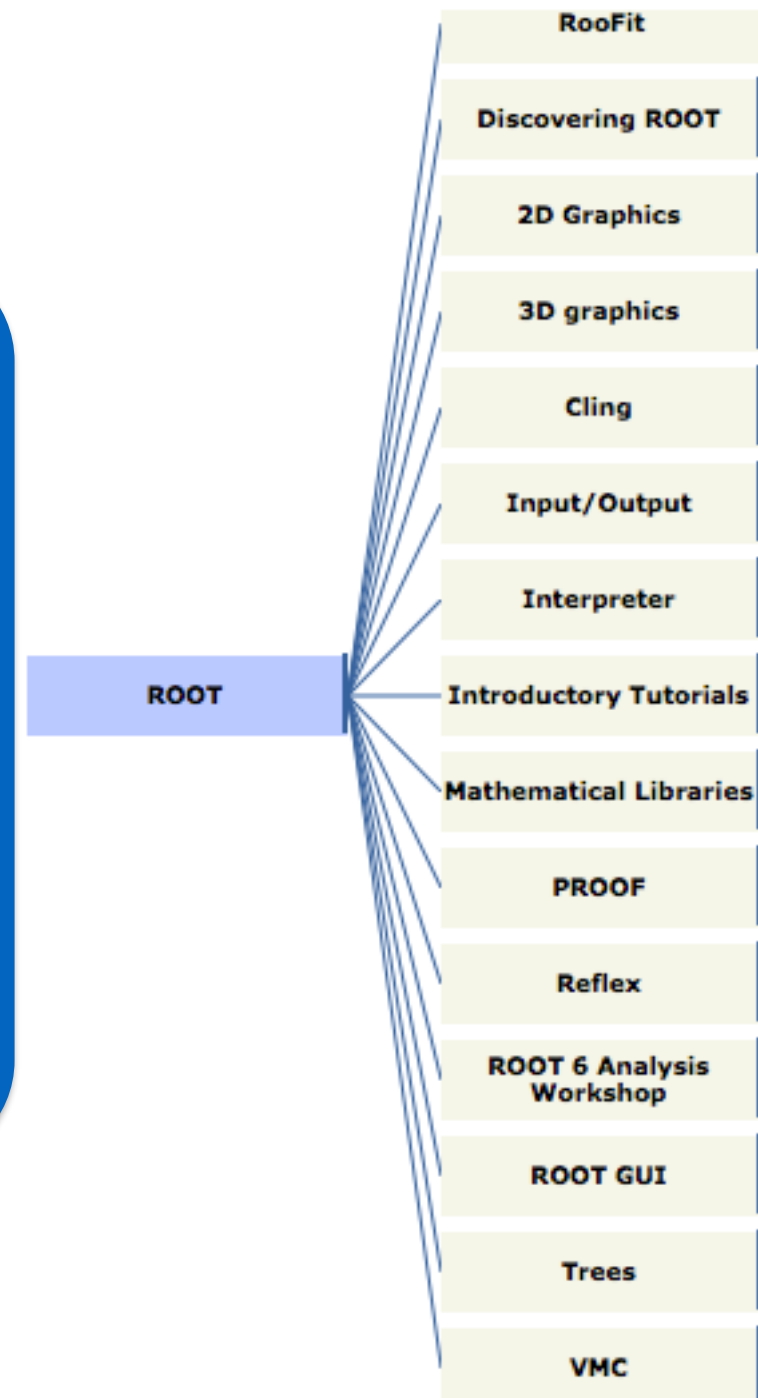 RooFit
Discovering ROOT
2D Graphics
3D graphics
Cling
Input/Output
Interpreter
ROOT
Introductory Tutorials
Mathematical Libraries
PROOF
Reflex
ROOT 6 Analysis
Workshop
ROOT GUI
Trees
VMC